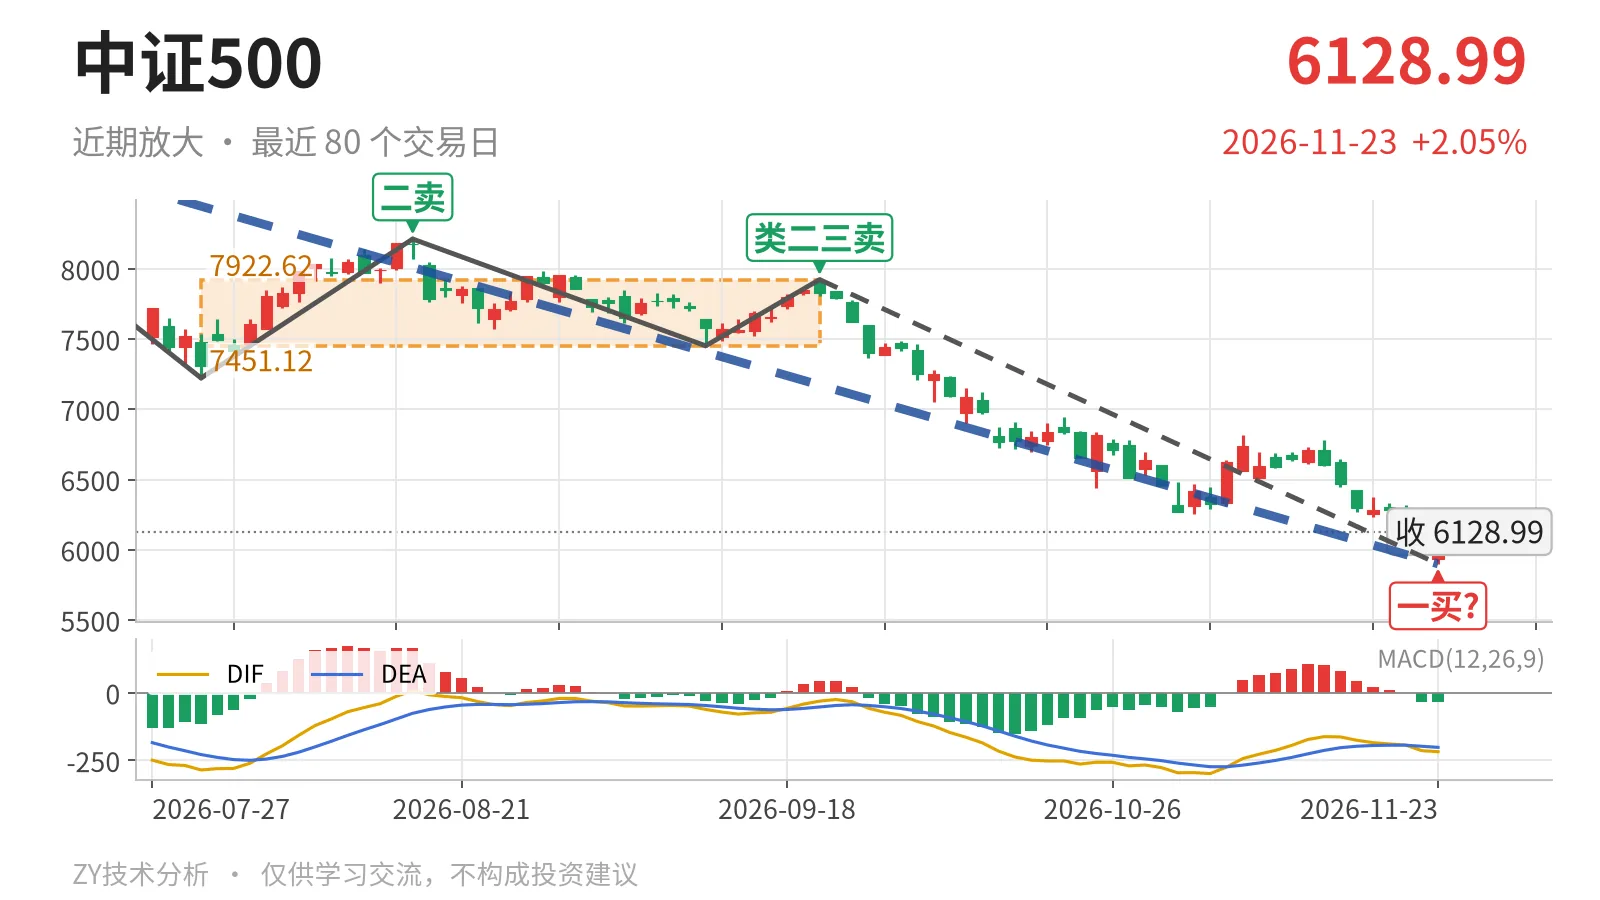 中证500
6128.99
近期放大 · 最近 80 个交易日
2026-11-23 +2.05%
二卖
类二三卖
8000
7922.62
7500
7451.12
7000
6500
收 6128.99
6000
一买?
5500
DIF
DEA
MACD(12,26,9)
0
-250
2026-07-27
2026-08-21
2026-09-18
2026-10-26
2026-11-23
ZY技术分析 · 仅供学习交流，不构成投资建议